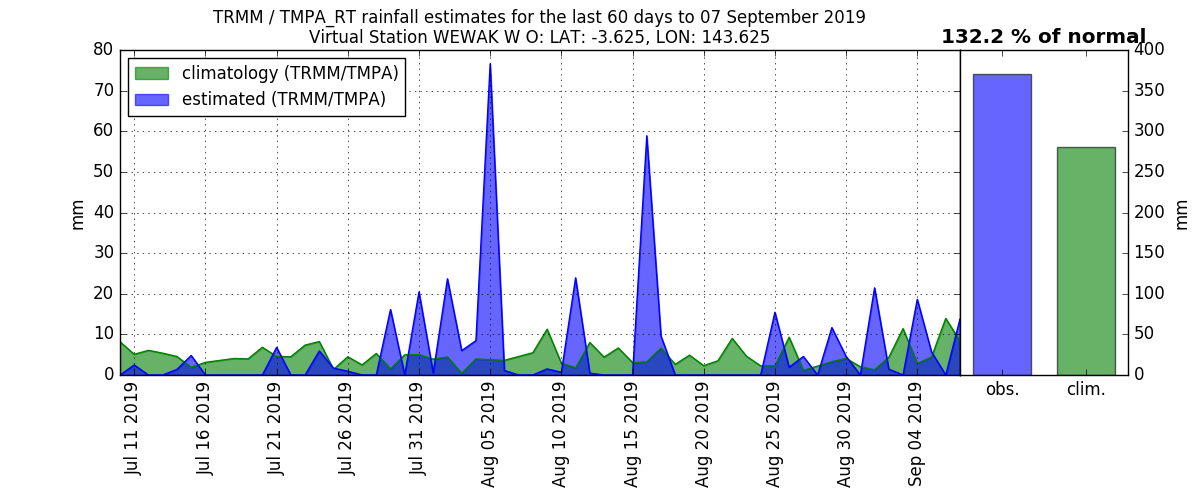 TRMM / TMPA_RT rainfall estimates for the last 60 days to 07 September 2019
Virtual Station WEWAK W O: LAT: -3.625, LON: 143.625
132.2 % of normal
climatology (TRMM/TMPA)
estimated (TRMM/TMPA)
mm
80
70
60
50
40
30
20
10
0
Jul 11 2019
Jul 16 2019
Jul 21 2019
Jul 26 2019
Jul 31 2019
Aug 05 2019
Aug 10 2019
Aug 15 2019
Aug 20 2019
Aug 25 2019
Aug 30 2019
Sep 04 2019
obs.
clim.
400
350
300
250
200
150
100
50
0
mm